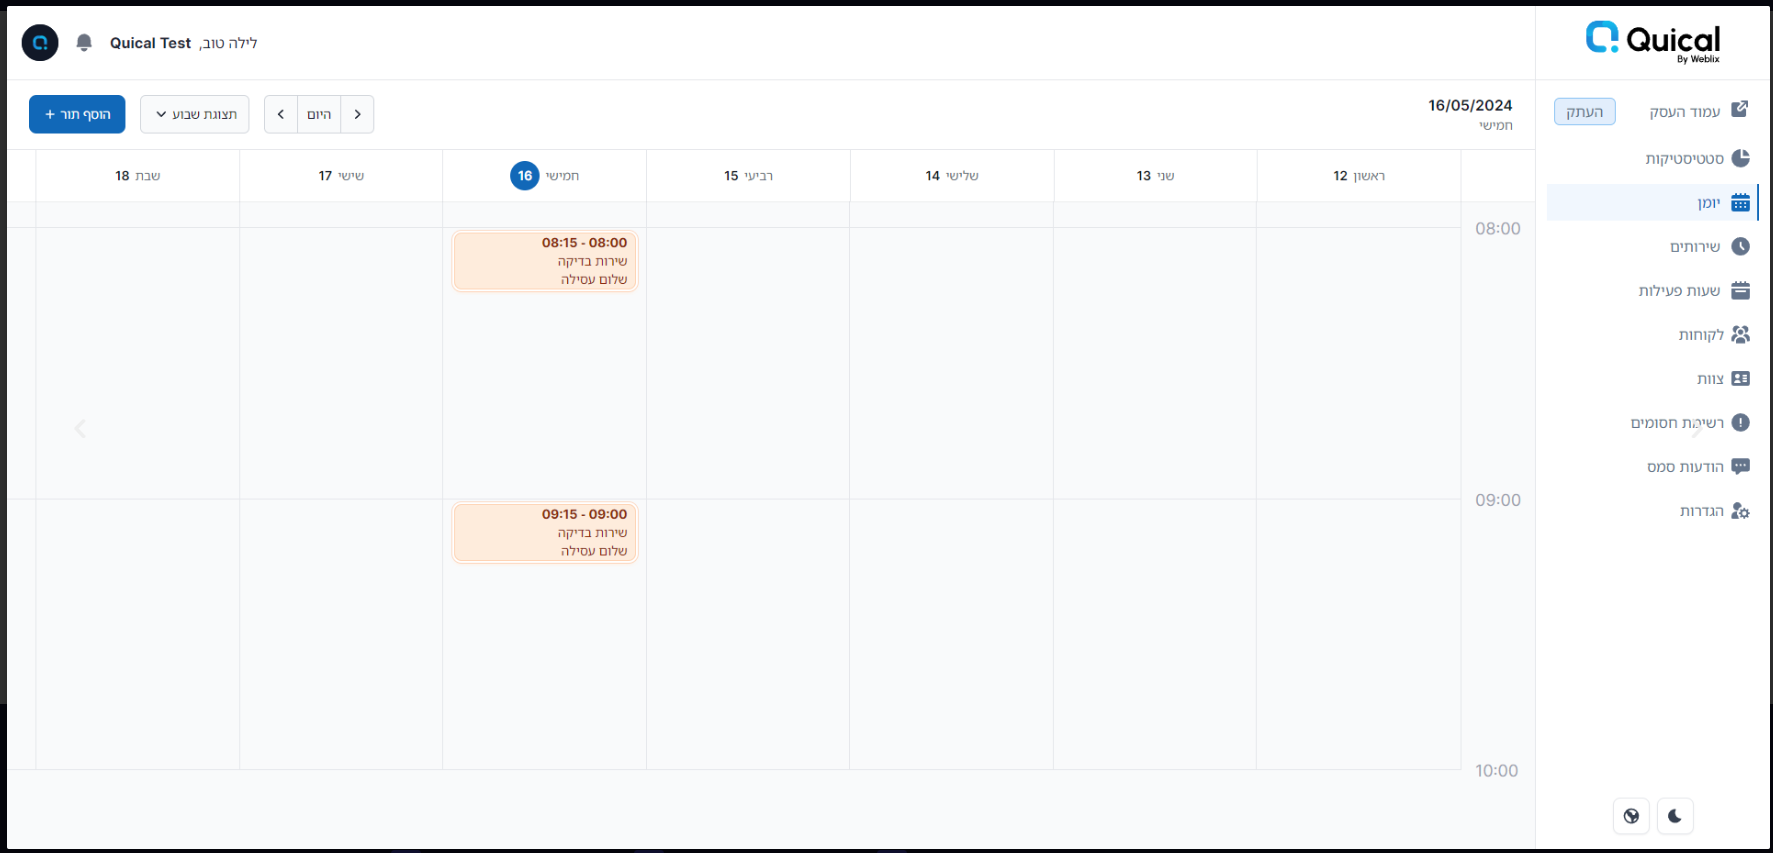 Quical
By Weblix
לילה טוב, Quical Test
עמוד העסק
העתק
סטטיסטיקות
יומן
שירותים
שעות פעילות
לקוחות
צוות
רשימת חסומים
הודעות סמס
הגדרות
16/05/2024
חמישי
היום
תצוגת שבוע
הוסף תור +
ראשון 12
שני 13
שלישי 14
רביעי 15
חמישי 16
שישי 17
שבת 18
08:00
08:15 - 08:00
שירות בדיקה
שלום עסילה
09:00
09:15 - 09:00
שירות בדיקה
שלום עסילה
10:00